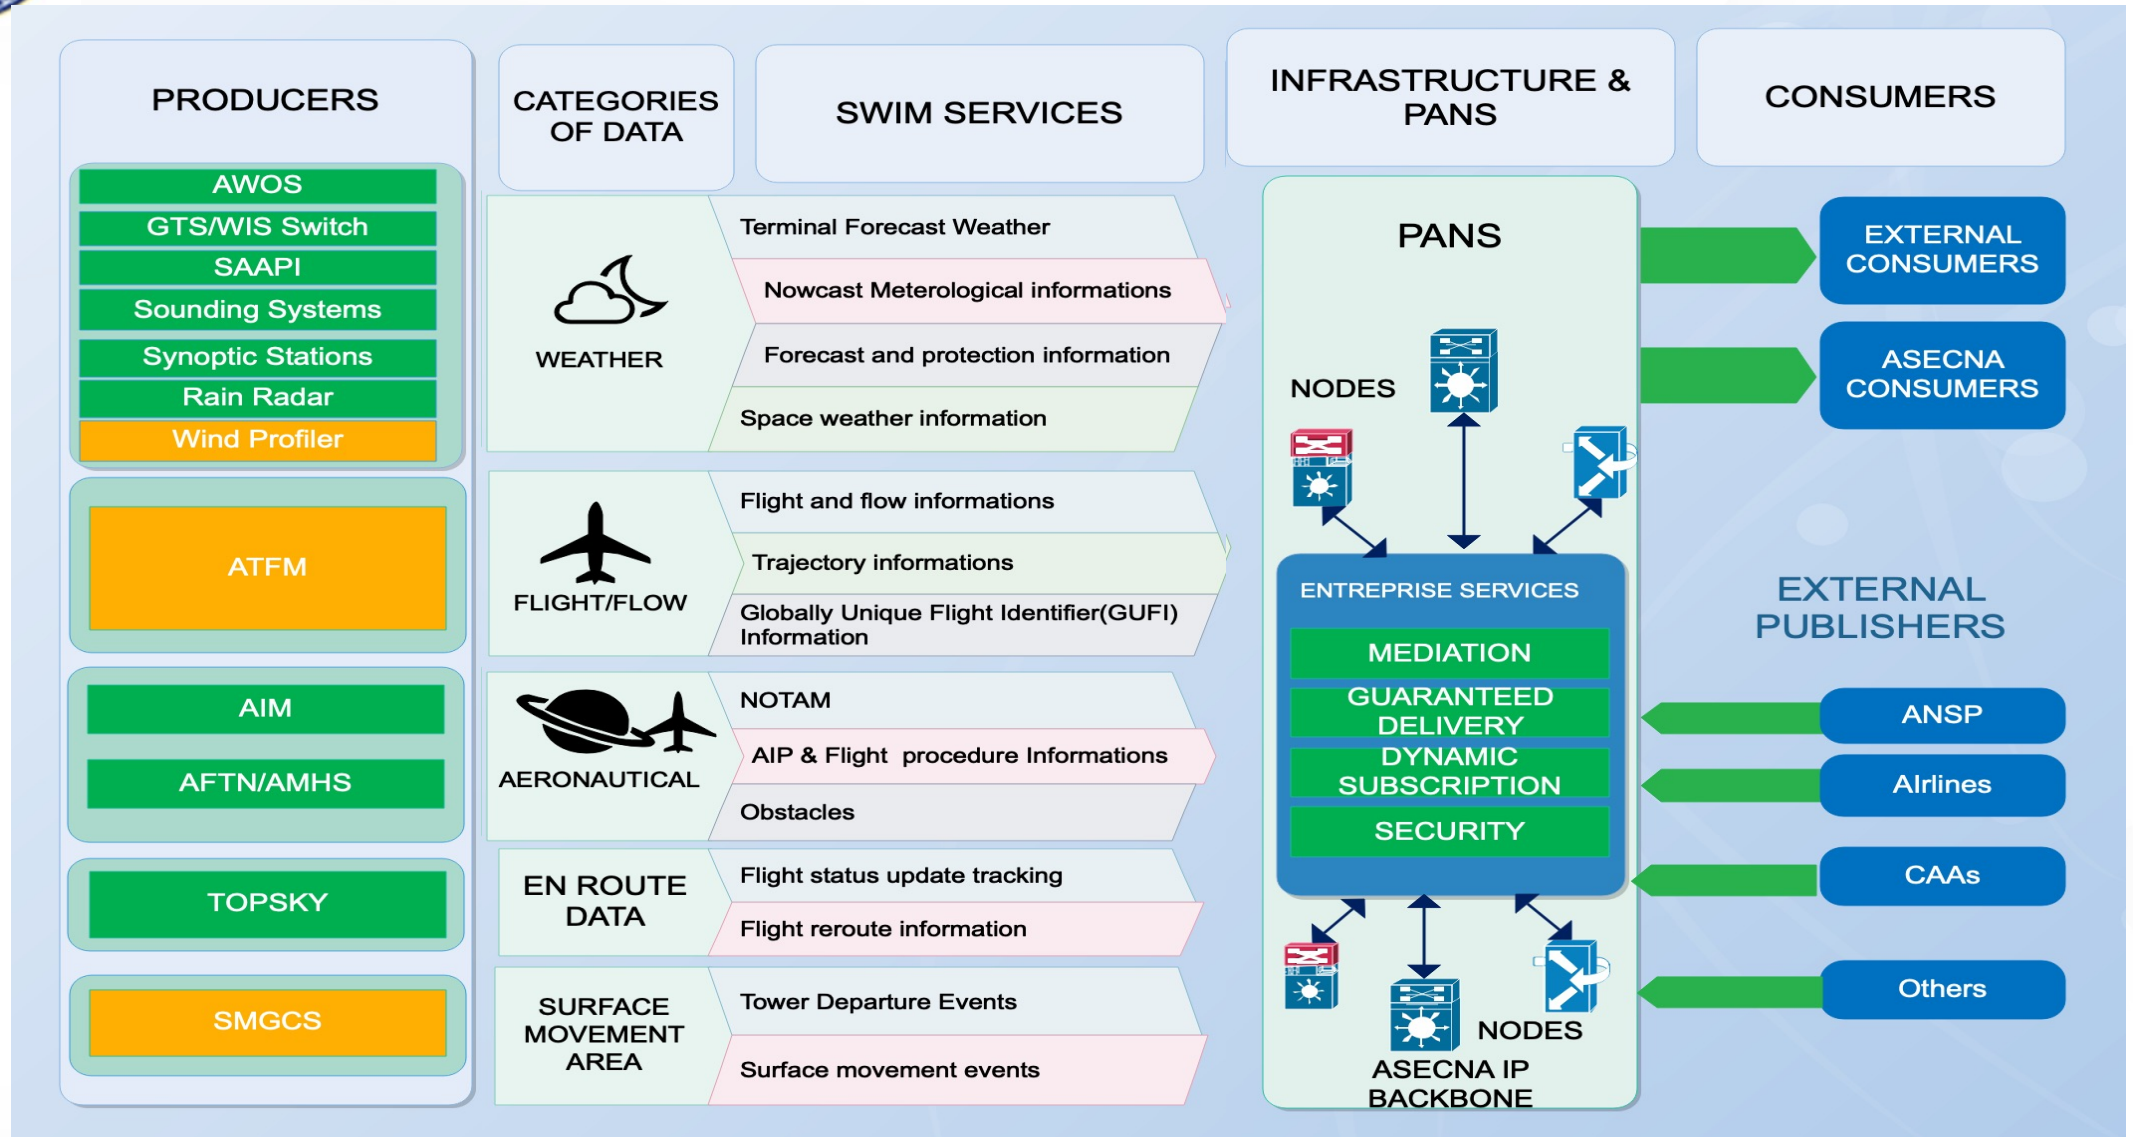 PRODUCERS
AWOS
GTS/WIS Switch
SAAPI
Sounding Systems
Synoptic Stations
Rain Radar
Wind Profiler
ATFM
AIM
AFTN/AMHS
TOPSKY
SMGCS
CATEGORIES
OF DATA
SWIM SERVICES
WEATHER
Terminal Forecast Weather
Nowcast Meterological informations
Forecast and protection information
Space weather information
FLIGHT/FLOW
Flight and flow informations
Trajectory informations
Globally Unique Flight Identifier(GUFI)
Information
AERONAUTICAL
NOTAM
AIP & Flight  procedure Informations
Obstacles
EN ROUTE
DATA
Flight status update tracking
Flight reroute information
SURFACE
MOVEMENT
AREA
Tower Departure Events
Surface movement events
INFRASTRUCTURE &
PANS
PANS
NODES
ENTREPRISE SERVICES
MEDIATION
GUARANTEED
DELIVERY
DYNAMIC
SUBSCRIPTION
SECURITY
NODES
ASECNA IP
BACKBONE
CONSUMERS
EXTERNAL
CONSUMERS
ASECNA
CONSUMERS
EXTERNAL
PUBLISHERS
ANSP
AIrlines
CAAs
Others